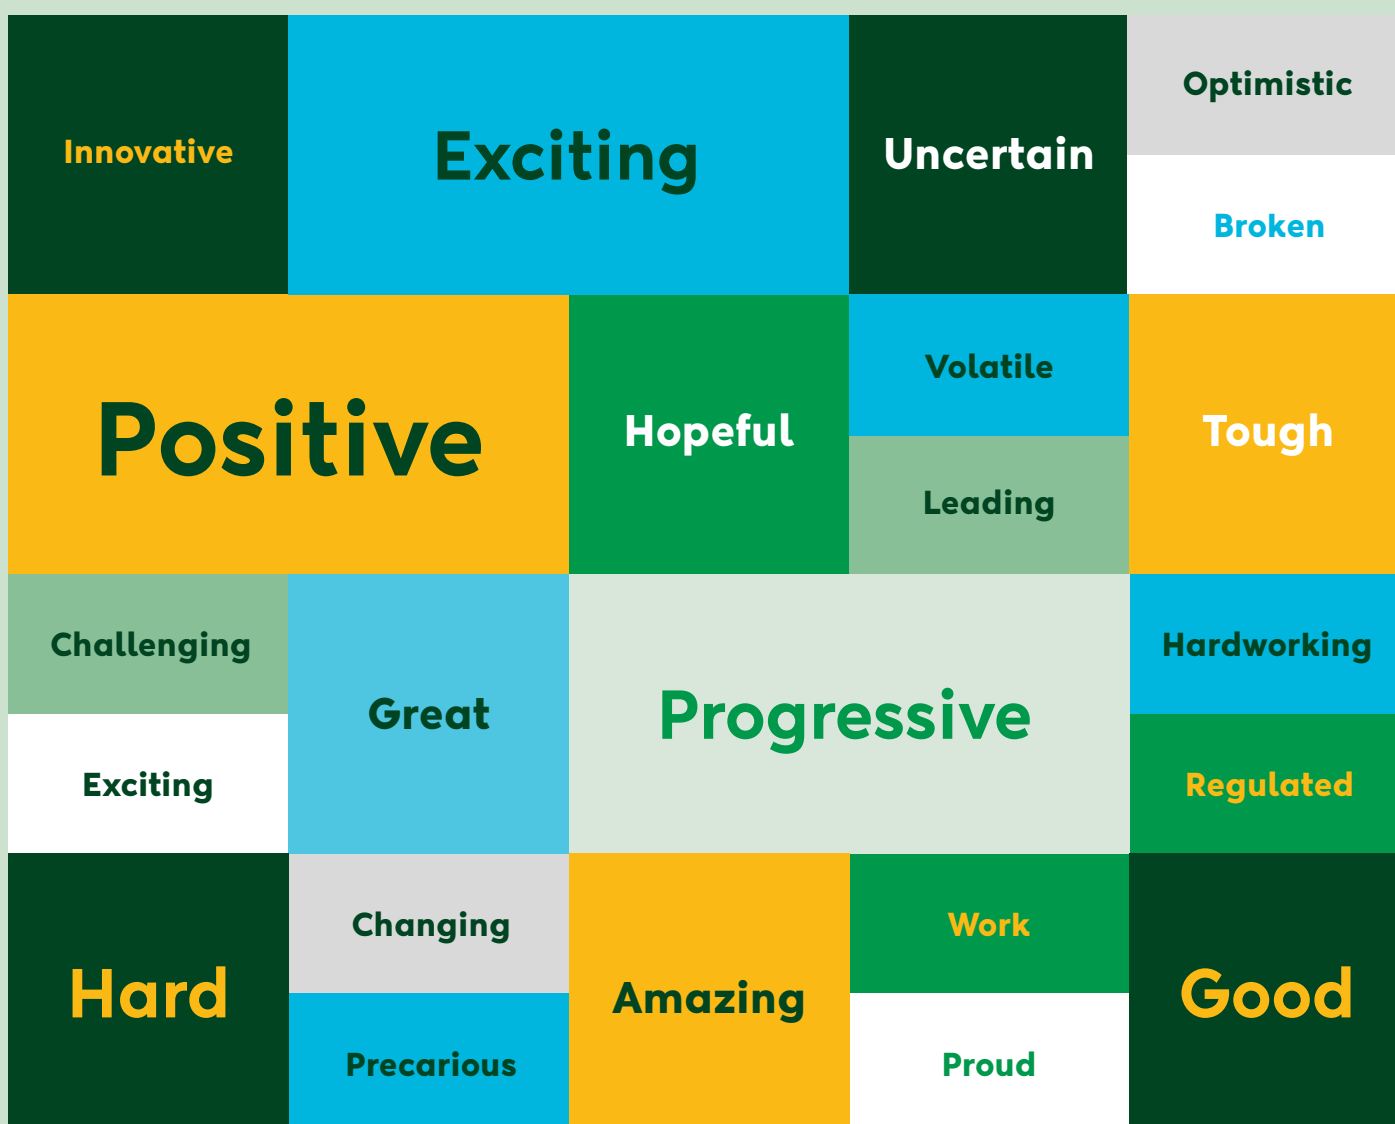 Innovative
Exciting
Uncertain
Optimistic
Broken
Positive
Hopeful
Volatile
Leading
Tough
Challenging
Exciting
Great
Progressive
Hardworking
Regulated
Hard
Changing
Precarious
Amazing
Work
Proud
Good